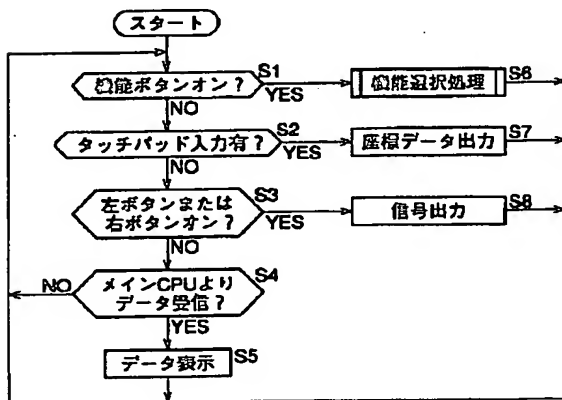 スタート
機能ボタンオン?
S1
YES
機能選択処理
S6
NO
タッチパッド入力有?
S2
YES
座標データ出力
S7
NO
左ボタンまたは
右ボタンオン?
S3
YES
信号出力
S8
NO
メインCPUより
データ受信?
S4
NO
YES
データ表示
S5